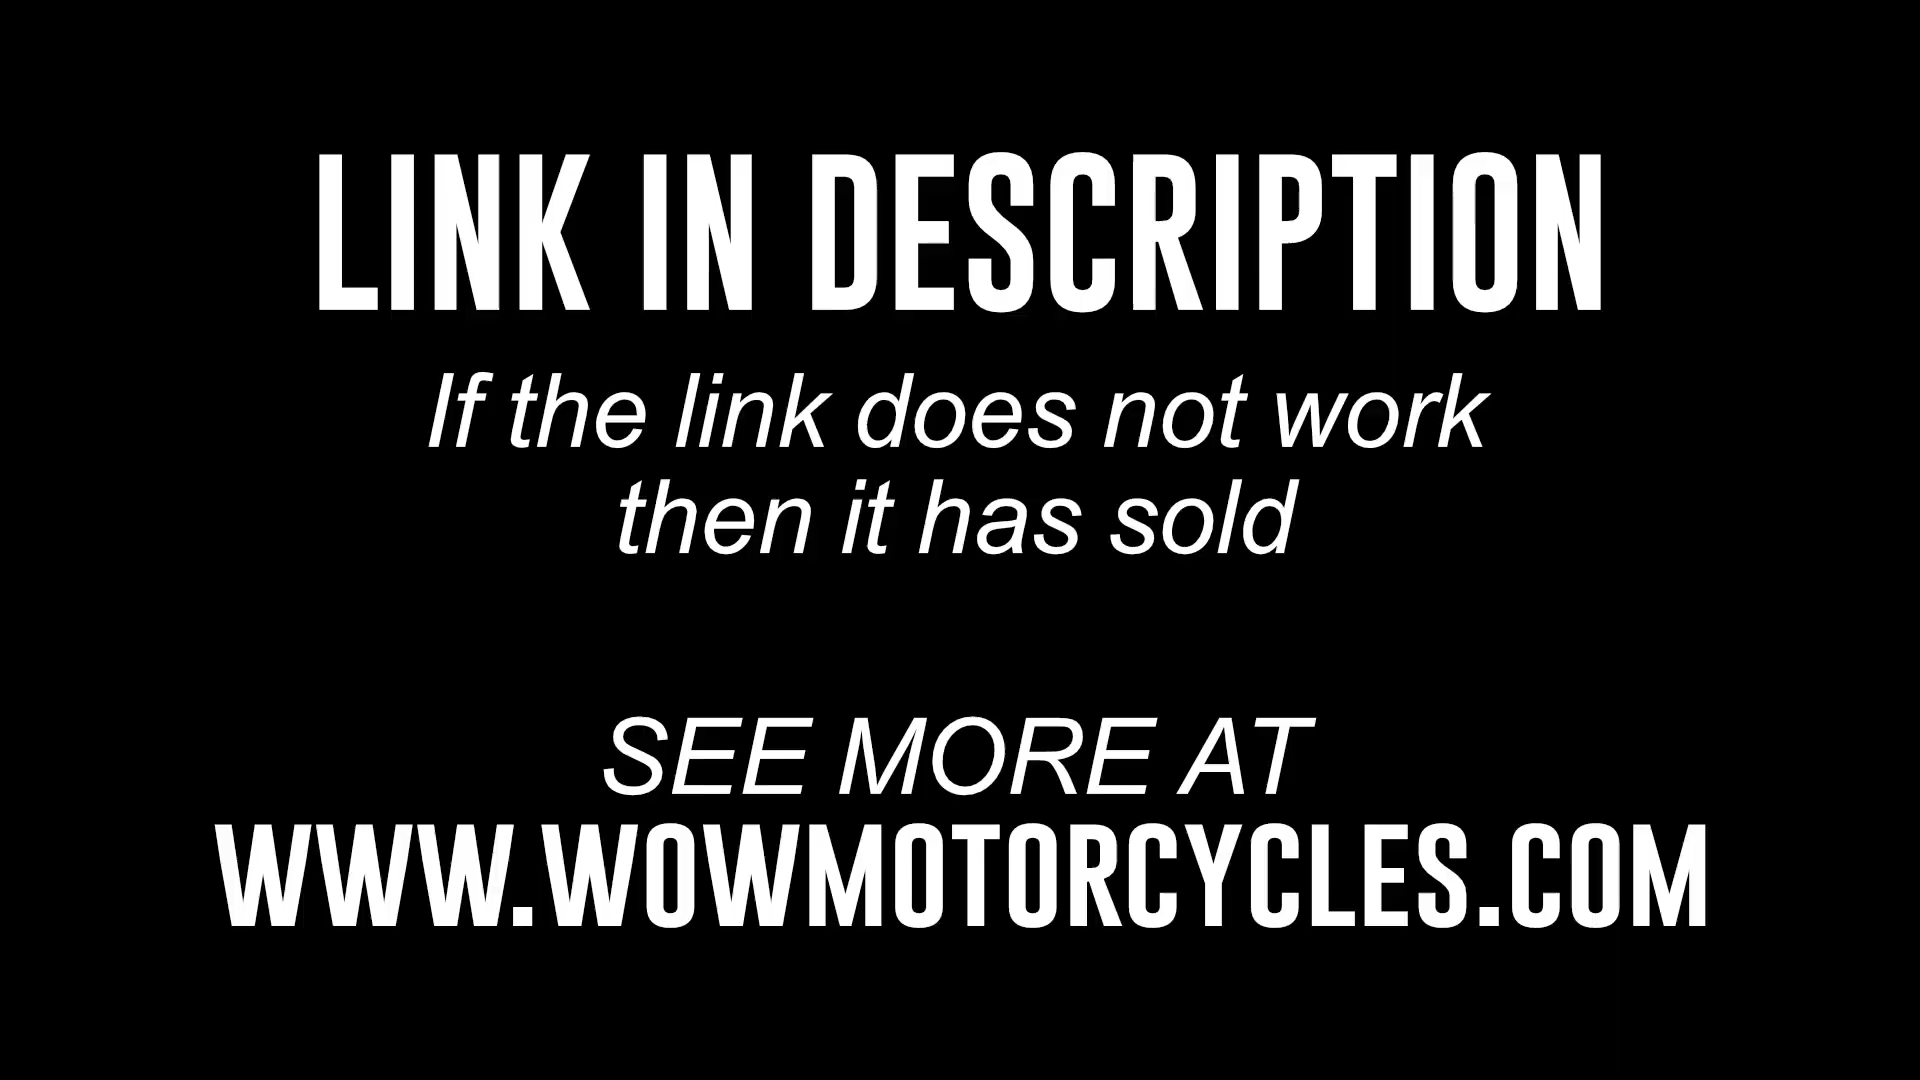 LINK IN DESCRIPTION
If the link does not work
then it has sold
SEE MORE AT
WWW.WOWMOTORCYCLES.COM